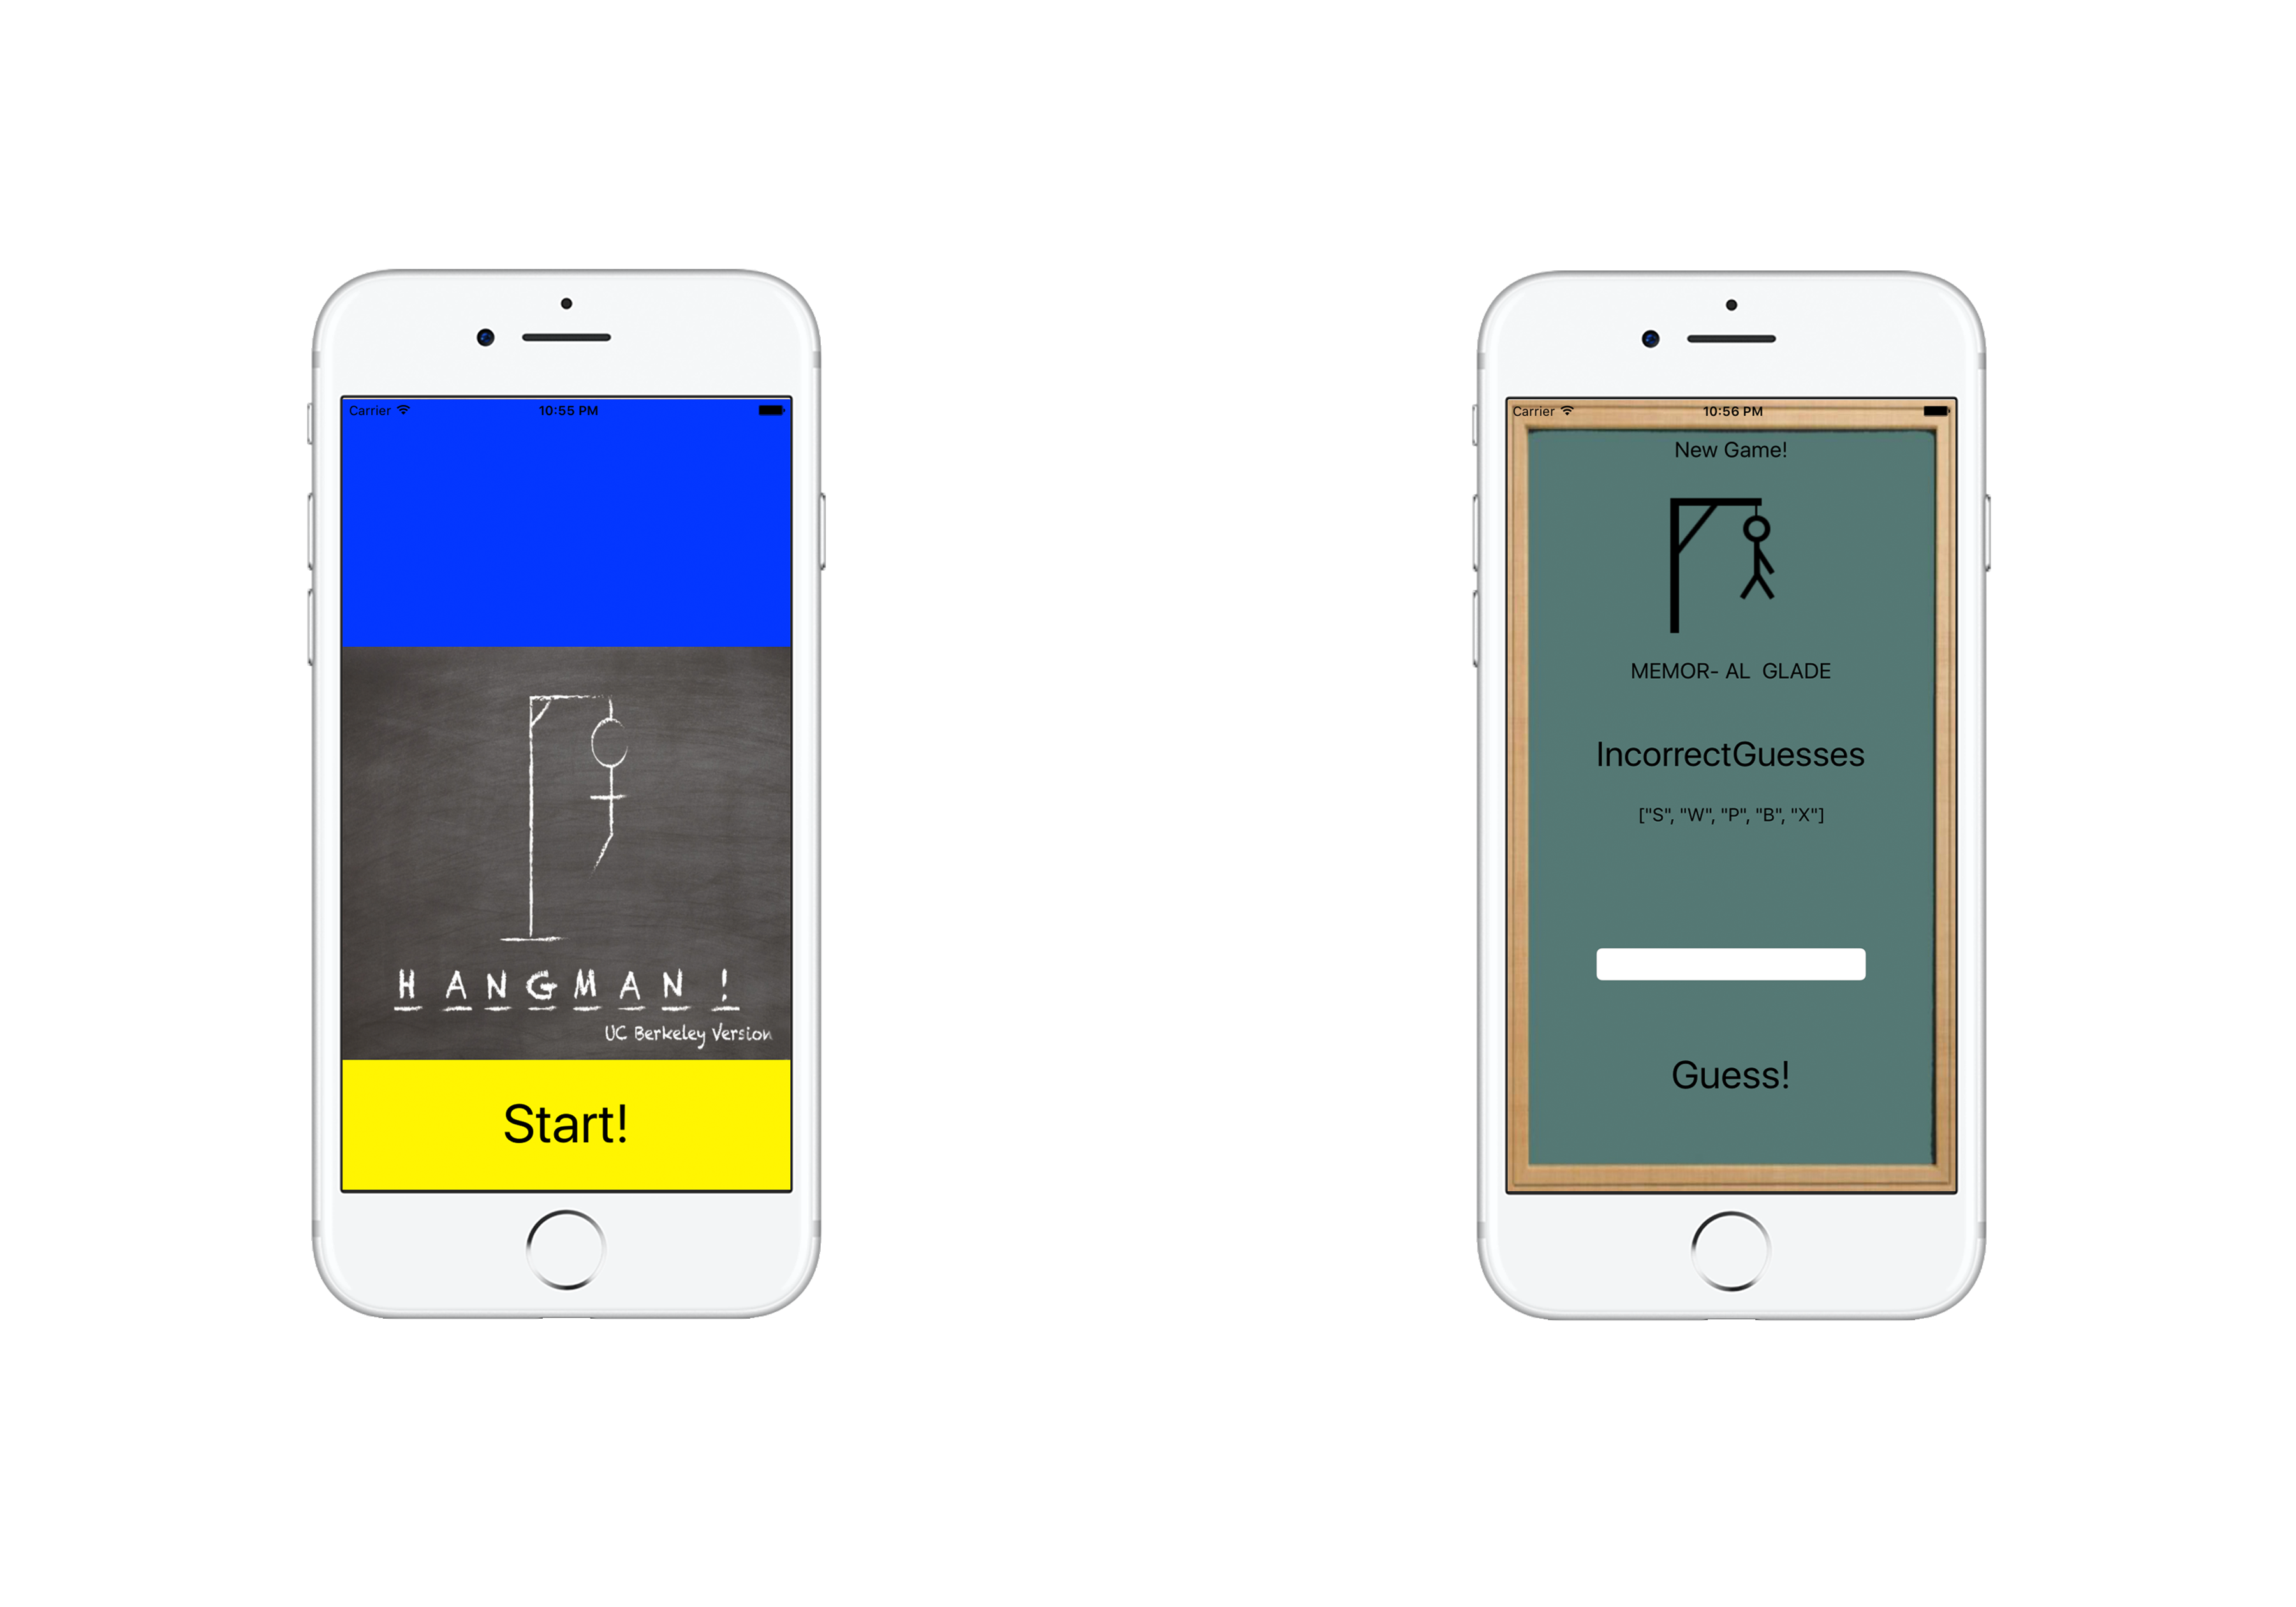 Carrier 10:55 PM
HANGMAN!
UC Berkeley Version
Start!
Carrier 10:56 PM
New Game!
MEMOR- AL  GLADE
IncorrectGuesses
["S", "W", "P", "B", "X"]
Guess!